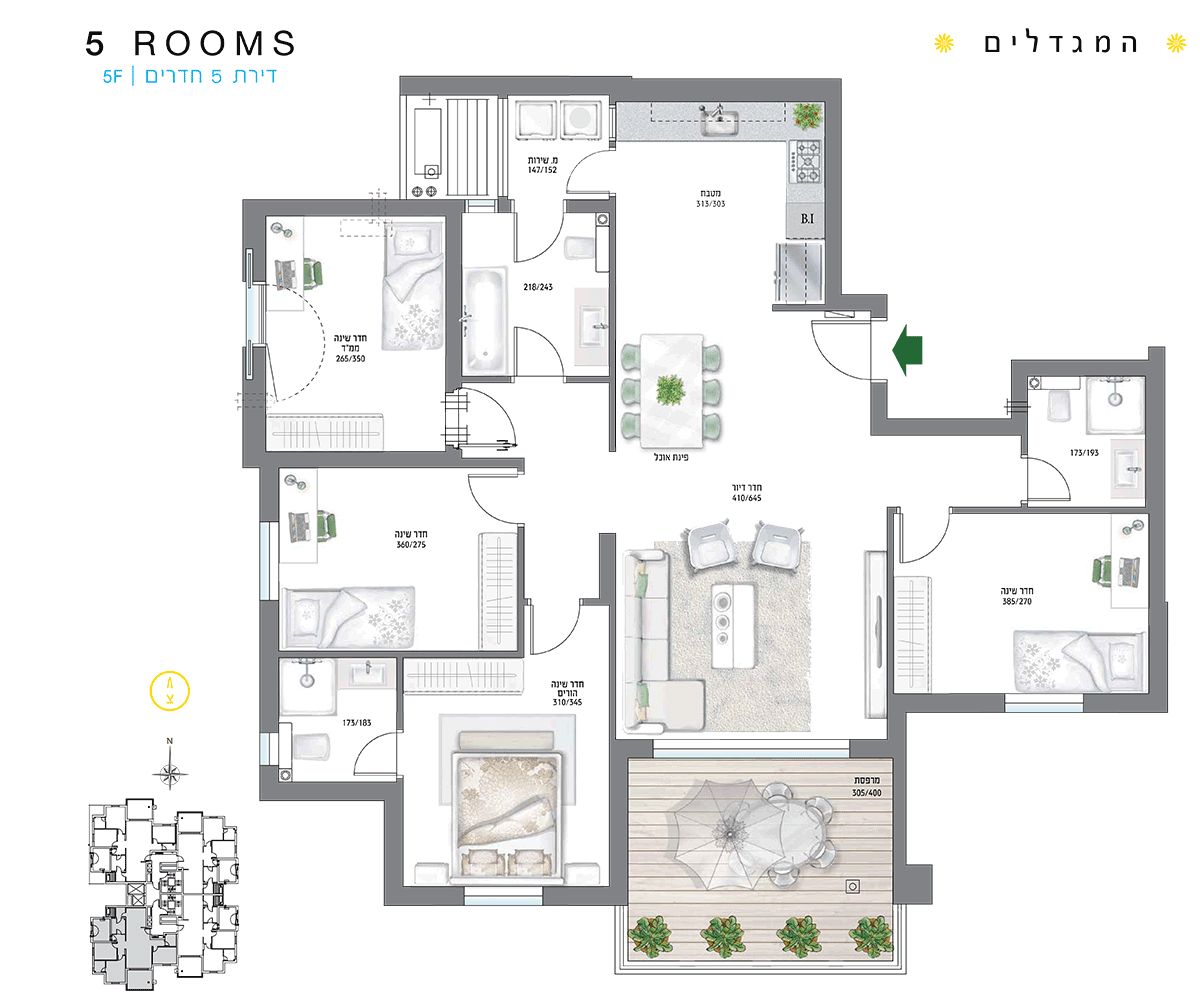 5 ROOMS
דירת 5 חדרים | 5F
המגדלים
מ. שירות
147/152
מטבח
313/303
B.I
218/243
חדר שינה
ממ"ד
265/350
פינת אוכל
173/193
חדר דיור
410/645
חדר שינה
360/275
חדר שינה
385/270
חדר שינה
הורים
310/345
173/183
מרפסת
305/400
צ
N